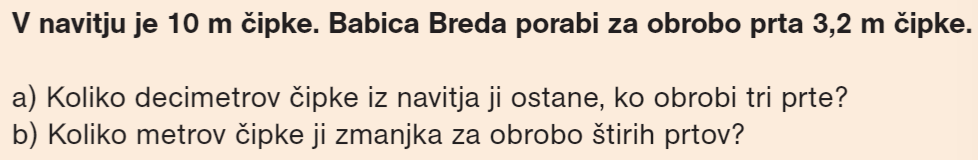 V navitju je 10 m čipke. Babica Breda porabi za obrobo prta 3,2 m čipke.
a) Koliko decimetrov čipke iz navitja ji ostane, ko obrobi tri prte?
b) Koliko metrov čipke ji zmanjka za obrobo štirih prtov?